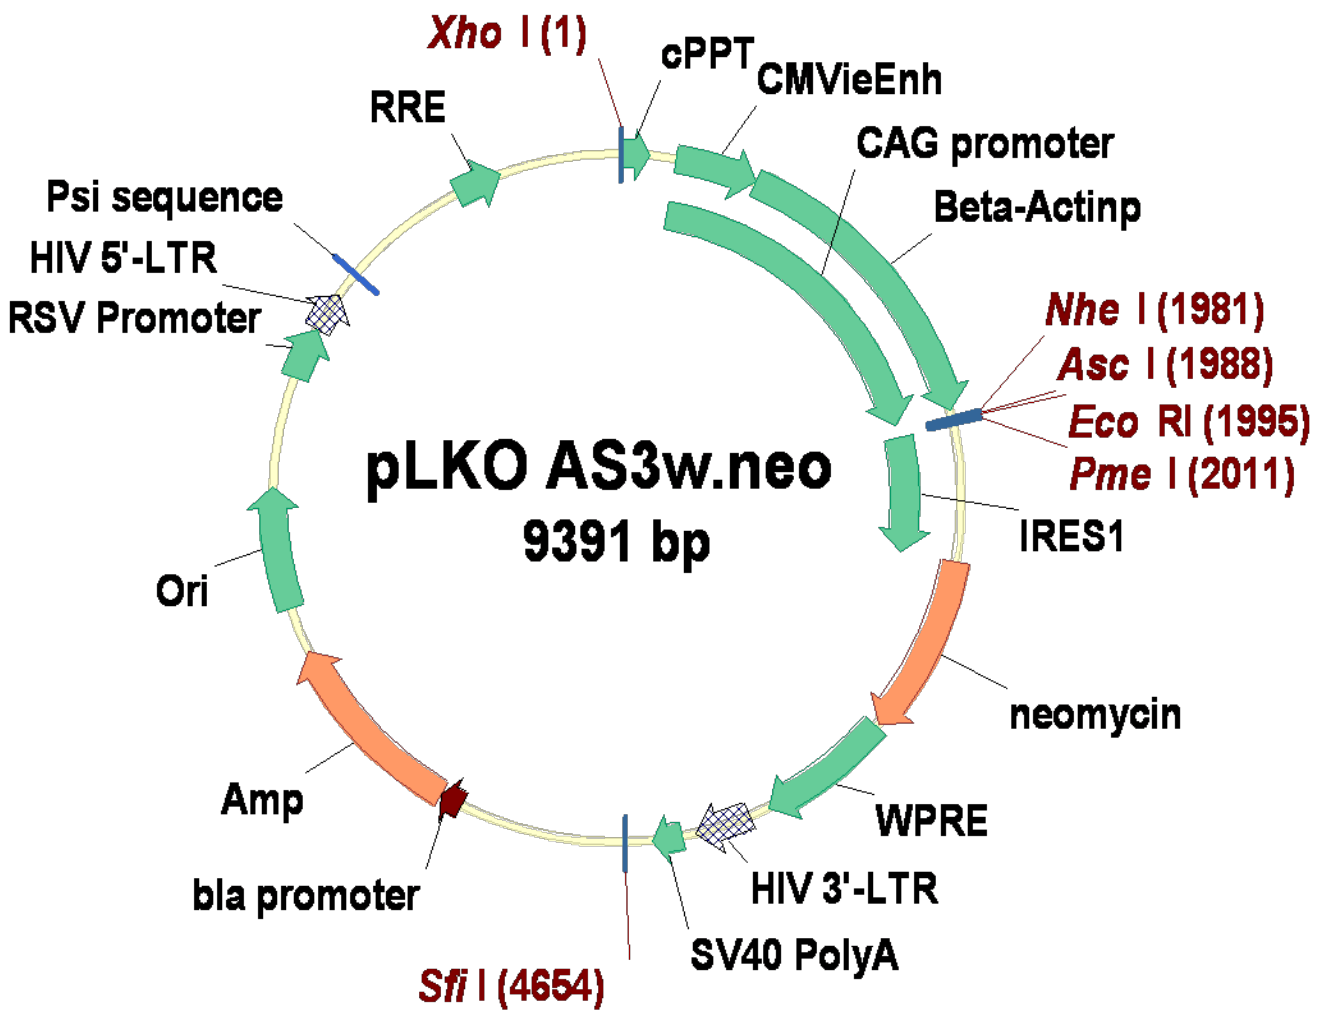 Xho I (1)
cPPT
CMVieEnh
RRE
CAG promoter
Psi sequence
Beta-Actinp
HIV 5'-LTR
RSV Promoter
Nhe I (1981)
Asc I (1988)
Eco RI (1995)
Pme I (2011)
pLKO AS3w.neo
9391 bp
IRES1
Ori
neomycin
Amp
WPRE
bla promoter
HIV 3'-LTR
SV40 PolyA
Sfi I (4654)